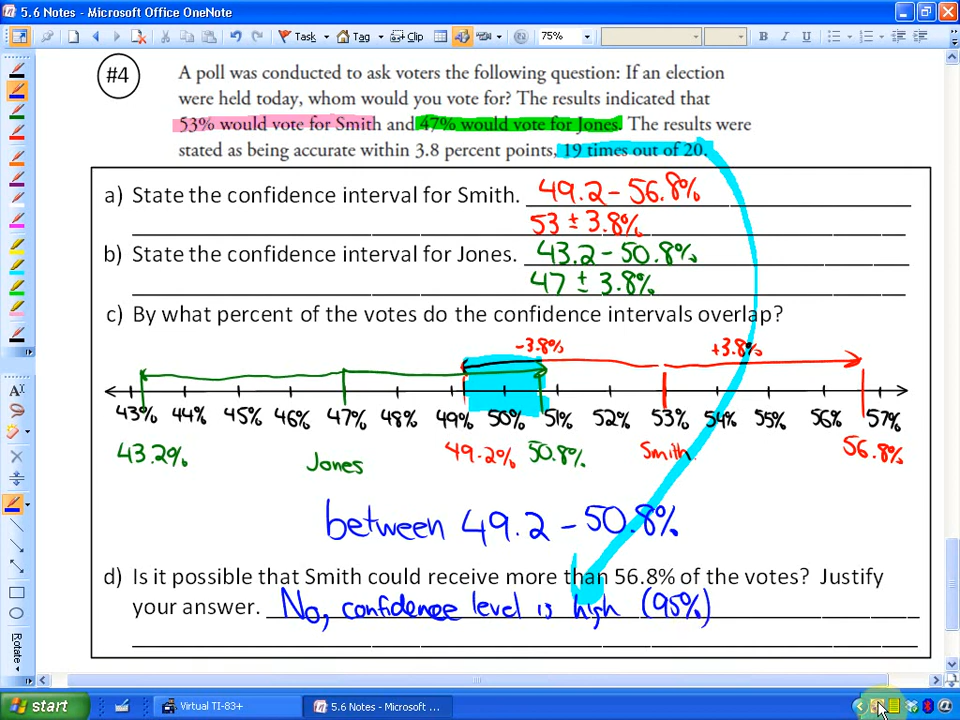 5.6 Notes - Microsoft Office OneNote
Task Tag Clip 75% B I U
#4
A poll was conducted to ask voters the following question: If an election
were held today, whom would you vote for? The results indicated that
53% would vote for Smith and 47% would vote for Jones. The results were
stated as being accurate within 3.8 percent points, 19 times out of 20.
a) State the confidence interval for Smith. 49.2 - 56.8%
53 ± 3.8%
b) State the confidence interval for Jones. 43.2 - 50.8%
47 ± 3.8%
c) By what percent of the votes do the confidence intervals overlap?
-3.8% +3.8%
43% 44% 45% 46% 47% 48% 49% 50% 51% 52% 53% 54% 55% 56% 57%
43.2% Jones 49.2% 50.8% Smith 56.8%
between 49.2 - 50.8%
d) Is it possible that Smith could receive more than 56.8% of the votes? Justify
your answer. No, confidence level is high (95%)
Rotate
start Virtual TI-83+ 5.6 Notes - Microsoft ...